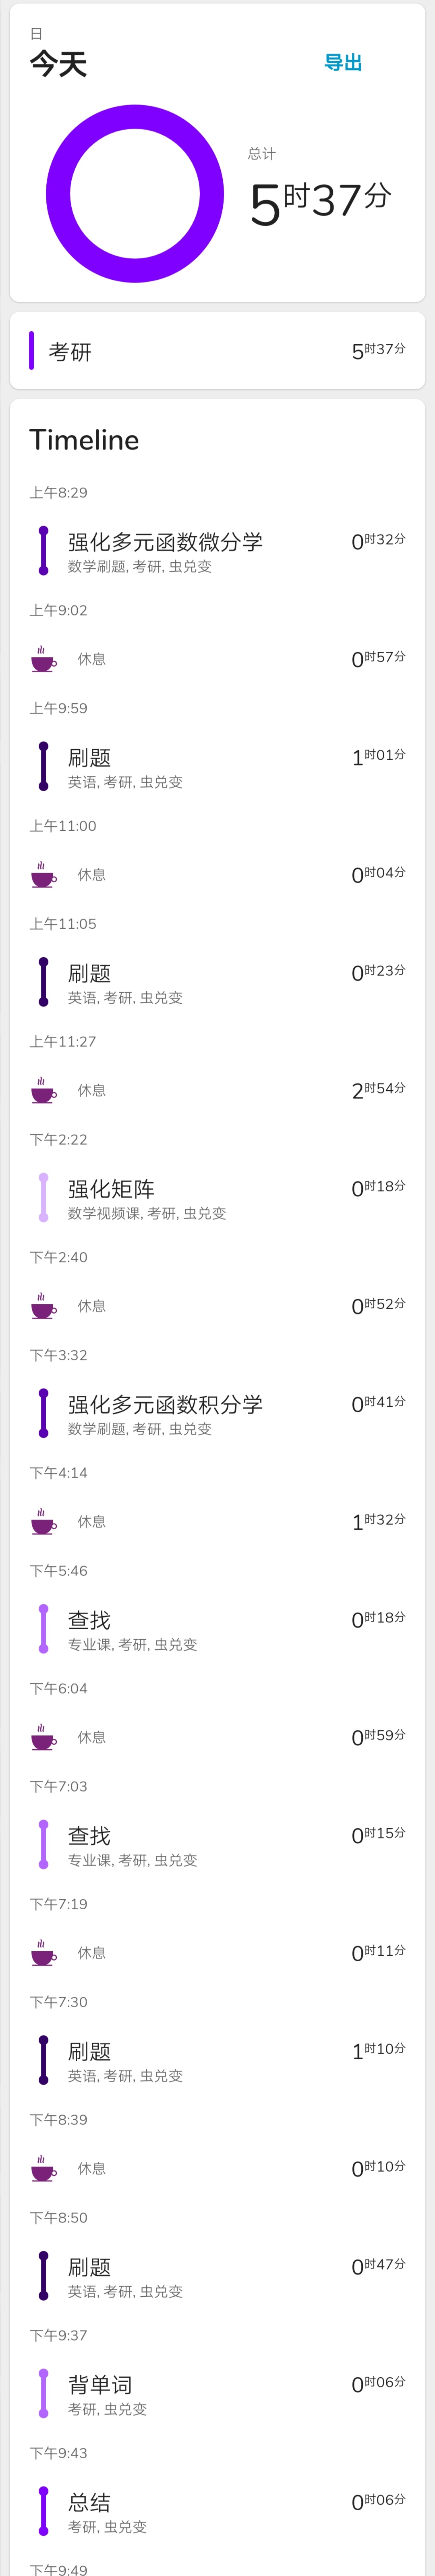 日
今天
导出
总计
5时37分
考研
5时37分
Timeline
上午8:29
强化多元函数微分学
0时32分
数学刷题, 考研, 虫兑变
上午9:02
休息
0时57分
上午9:59
刷题
1时01分
英语, 考研, 虫兑变
上午11:00
休息
0时04分
上午11:05
刷题
0时23分
英语, 考研, 虫兑变
上午11:27
休息
2时54分
下午2:22
强化矩阵
0时18分
数学视频课, 考研, 虫兑变
下午2:40
休息
0时52分
下午3:32
强化多元函数积分学
0时41分
数学刷题, 考研, 虫兑变
下午4:14
休息
1时32分
下午5:46
查找
0时18分
专业课, 考研, 虫兑变
下午6:04
休息
0时59分
下午7:03
查找
0时15分
专业课, 考研, 虫兑变
下午7:19
休息
0时11分
下午7:30
刷题
1时10分
英语, 考研, 虫兑变
下午8:39
休息
0时10分
下午8:50
刷题
0时47分
英语, 考研, 虫兑变
下午9:37
背单词
0时06分
考研, 虫兑变
下午9:43
总结
0时06分
考研, 虫兑变
下午9:49